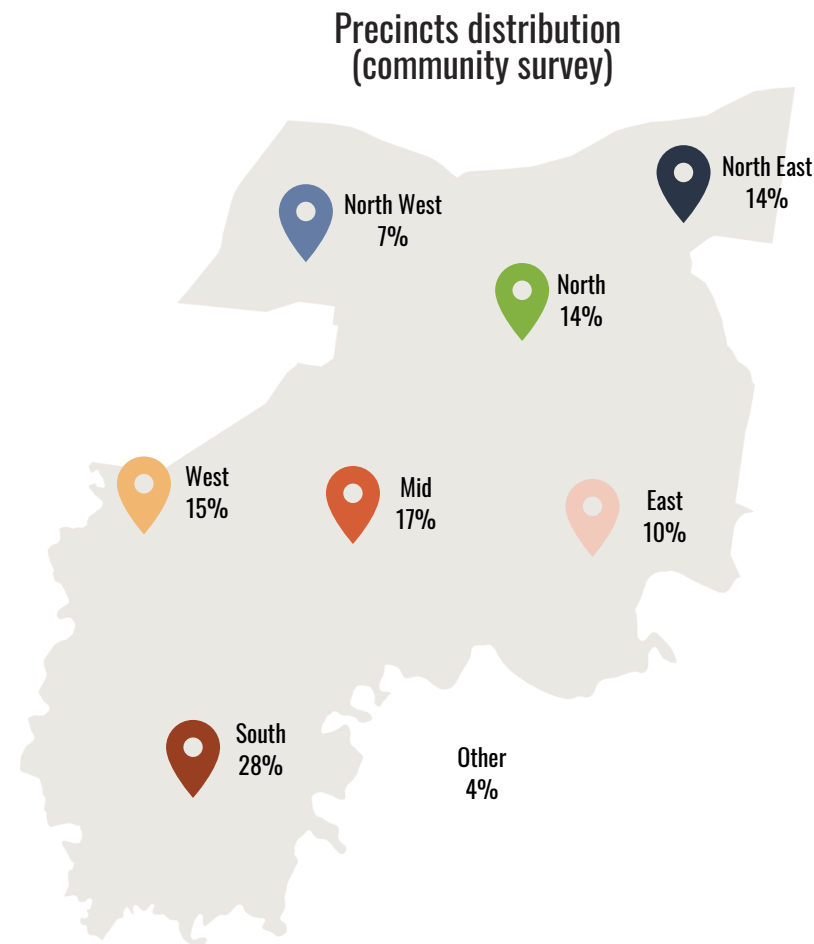 Precincts distribution
(community survey)
North East
14%
North West
7%
North
14%
West
15%
Mid
17%
East
10%
South
28%
Other
4%